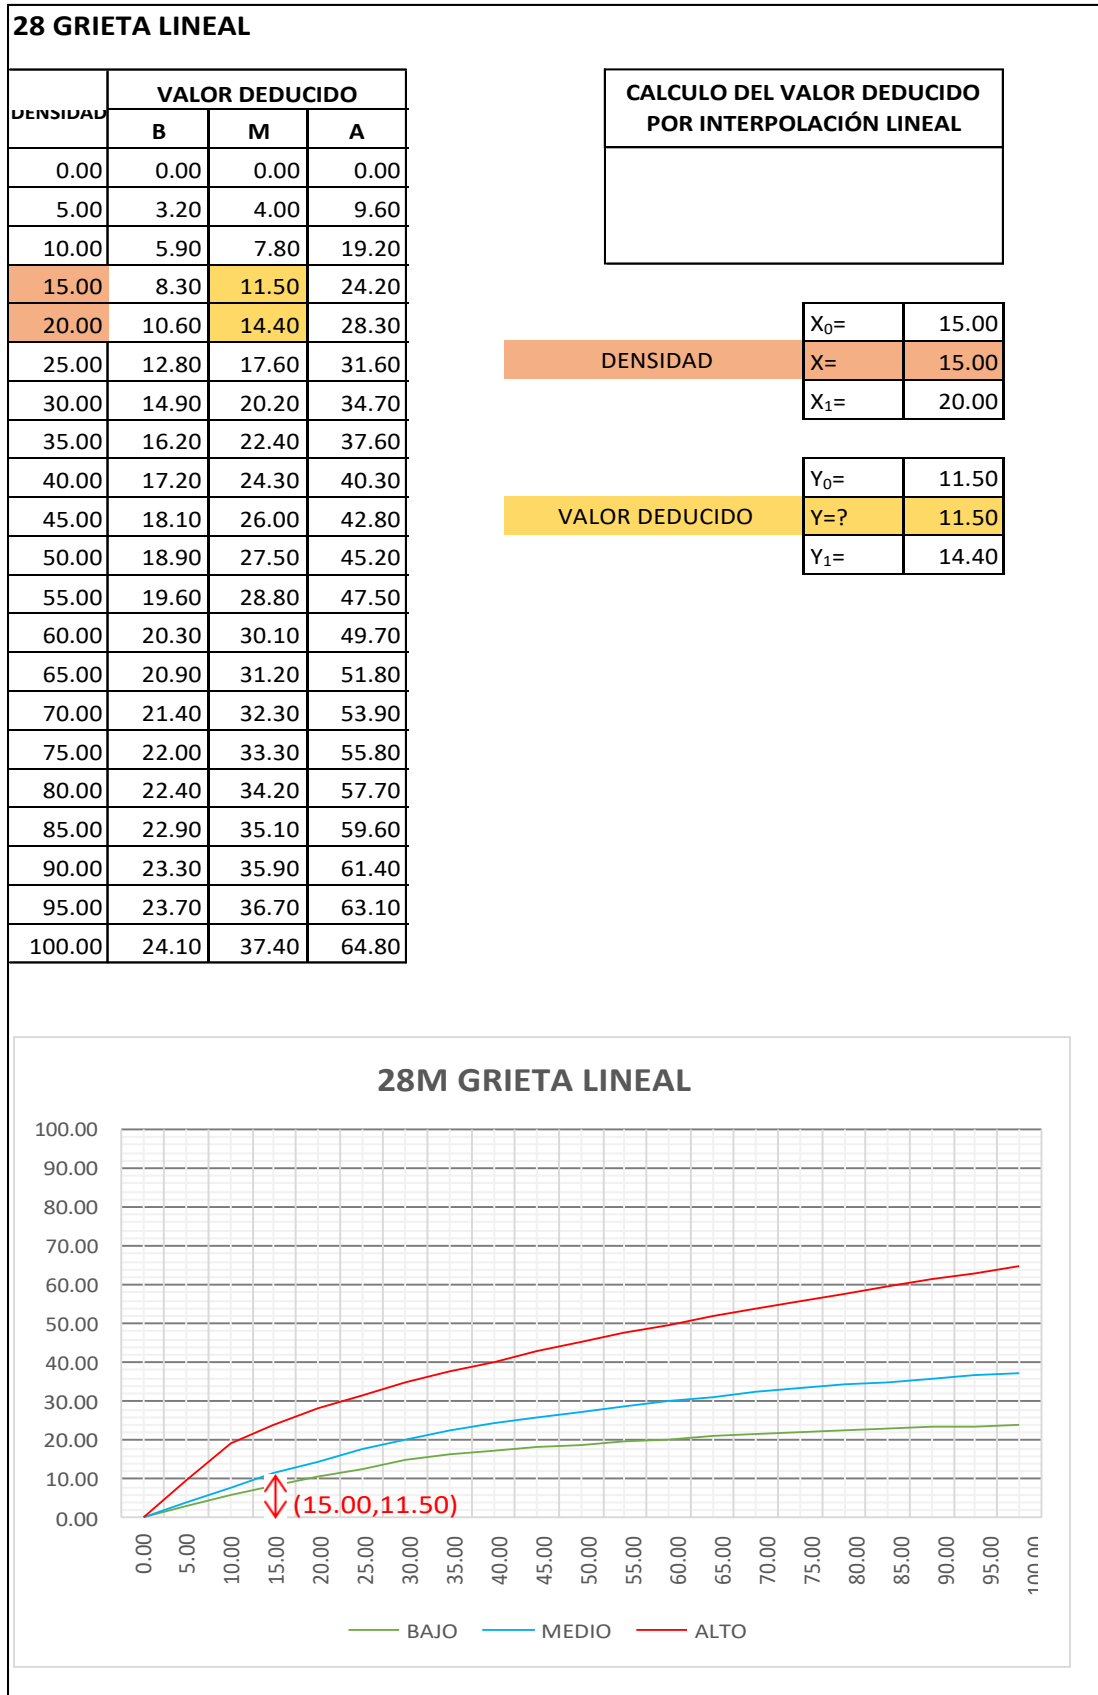 28 GRIETA LINEAL
DENSIDAD VALOR DEDUCIDO
B M A
0.00 0.00 0.00 0.00
5.00 3.20 4.00 9.60
10.00 5.90 7.80 19.20
15.00 8.30 11.50 24.20
20.00 10.60 14.40 28.30
25.00 12.80 17.60 31.60
30.00 14.90 20.20 34.70
35.00 16.20 22.40 37.60
40.00 17.20 24.30 40.30
45.00 18.10 26.00 42.80
50.00 18.90 27.50 45.20
55.00 19.60 28.80 47.50
60.00 20.30 30.10 49.70
65.00 20.90 31.20 51.80
70.00 21.40 32.30 53.90
75.00 22.00 33.30 55.80
80.00 22.40 34.20 57.70
85.00 22.90 35.10 59.60
90.00 23.30 35.90 61.40
95.00 23.70 36.70 63.10
100.00 24.10 37.40 64.80
CALCULO DEL VALOR DEDUCIDO
POR INTERPOLACIÓN LINEAL
X₀= 15.00
DENSIDAD X= 15.00
X₁= 20.00
Y₀= 11.50
VALOR DEDUCIDO Y=? 11.50
Y₁= 14.40
28M GRIETA LINEAL
100.00
90.00
80.00
70.00
60.00
50.00
40.00
30.00
20.00
10.00
0.00
(15.00,11.50)
0.00 5.00 10.00 15.00 20.00 25.00 30.00 35.00 40.00 45.00 50.00 55.00 60.00 65.00 70.00 75.00 80.00 85.00 90.00 95.00 100.00
BAJO MEDIO ALTO